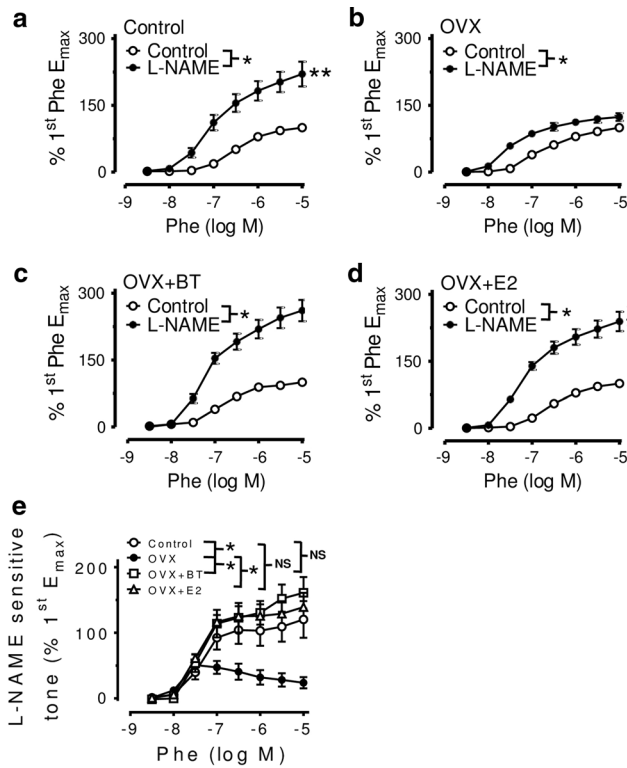 a
Control
300
150
0
Control
L-NAME
*
**
% 1st Phe Emax
-9 -8 -7 -6 -5
Phe (log M)
b
OVX
300
150
0
Control
L-NAME
*
% 1st Phe Emax
-9 -8 -7 -6 -5
Phe (log M)
c
OVX+BT
300
150
0
Control
L-NAME
*
% 1st Phe Emax
-9 -8 -7 -6 -5
Phe (log M)
d
OVX+E2
300
150
0
Control
L-NAME
*
% 1st Phe Emax
-9 -8 -7 -6 -5
Phe (log M)
e
Control
OVX
OVX+BT
OVX+E2
*
*
*
NS
NS
200
100
0
L-NAME sensitive
tone (% 1st Emax)
-9 -8 -7 -6 -5
Phe (log M)